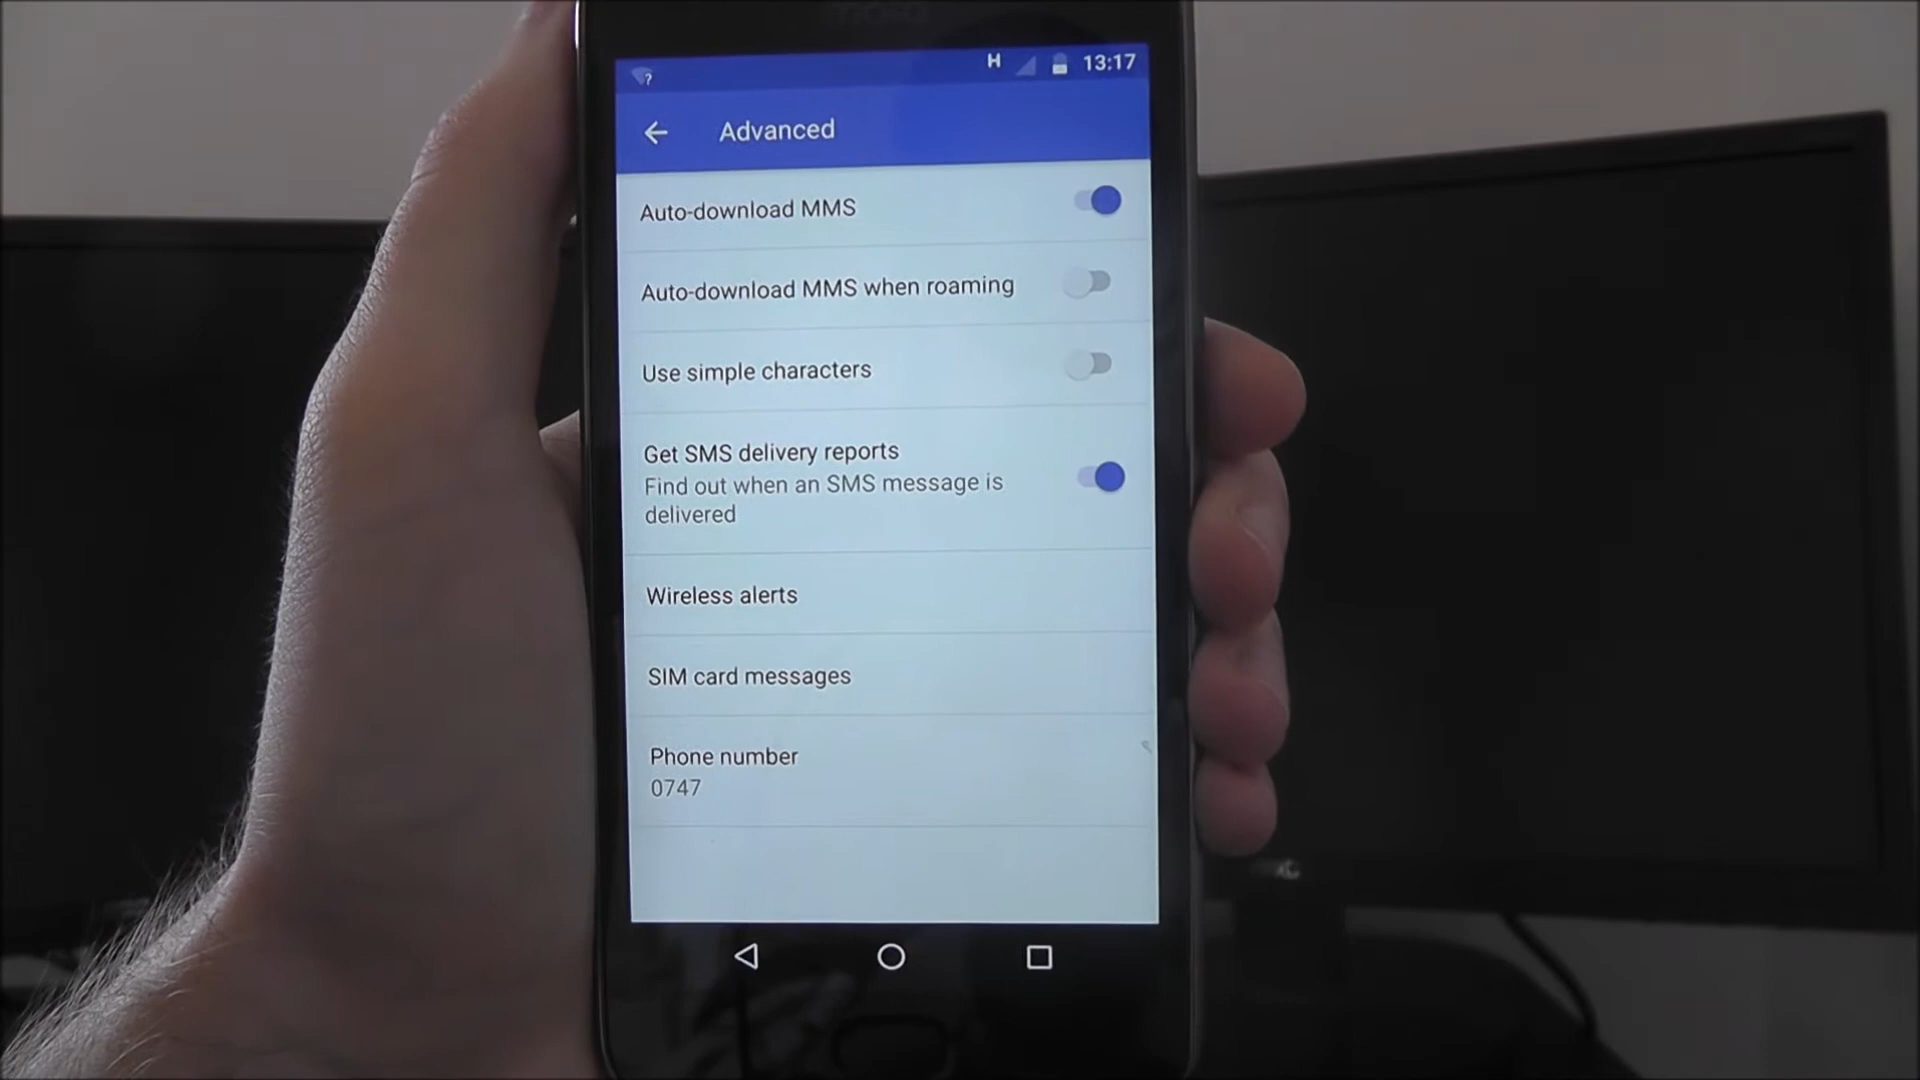 ? H 13:17
Advanced
Auto-download MMS
Auto-download MMS when roaming
Use simple characters
Get SMS delivery reports
Find out when an SMS message is
delivered
Wireless alerts
SIM card messages
Phone number
0747